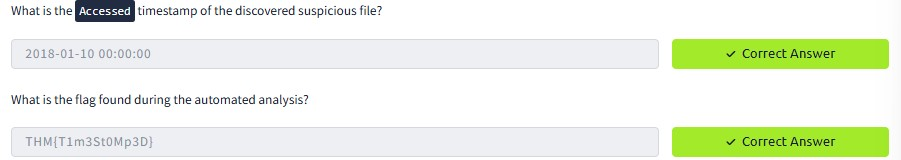 What is the Accessed timestamp of the discovered suspicious file?
2018-01-10 00:00:00
✓ Correct Answer
What is the flag found during the automated analysis?
THM{T1m3St0Mp3D}
✓ Correct Answer